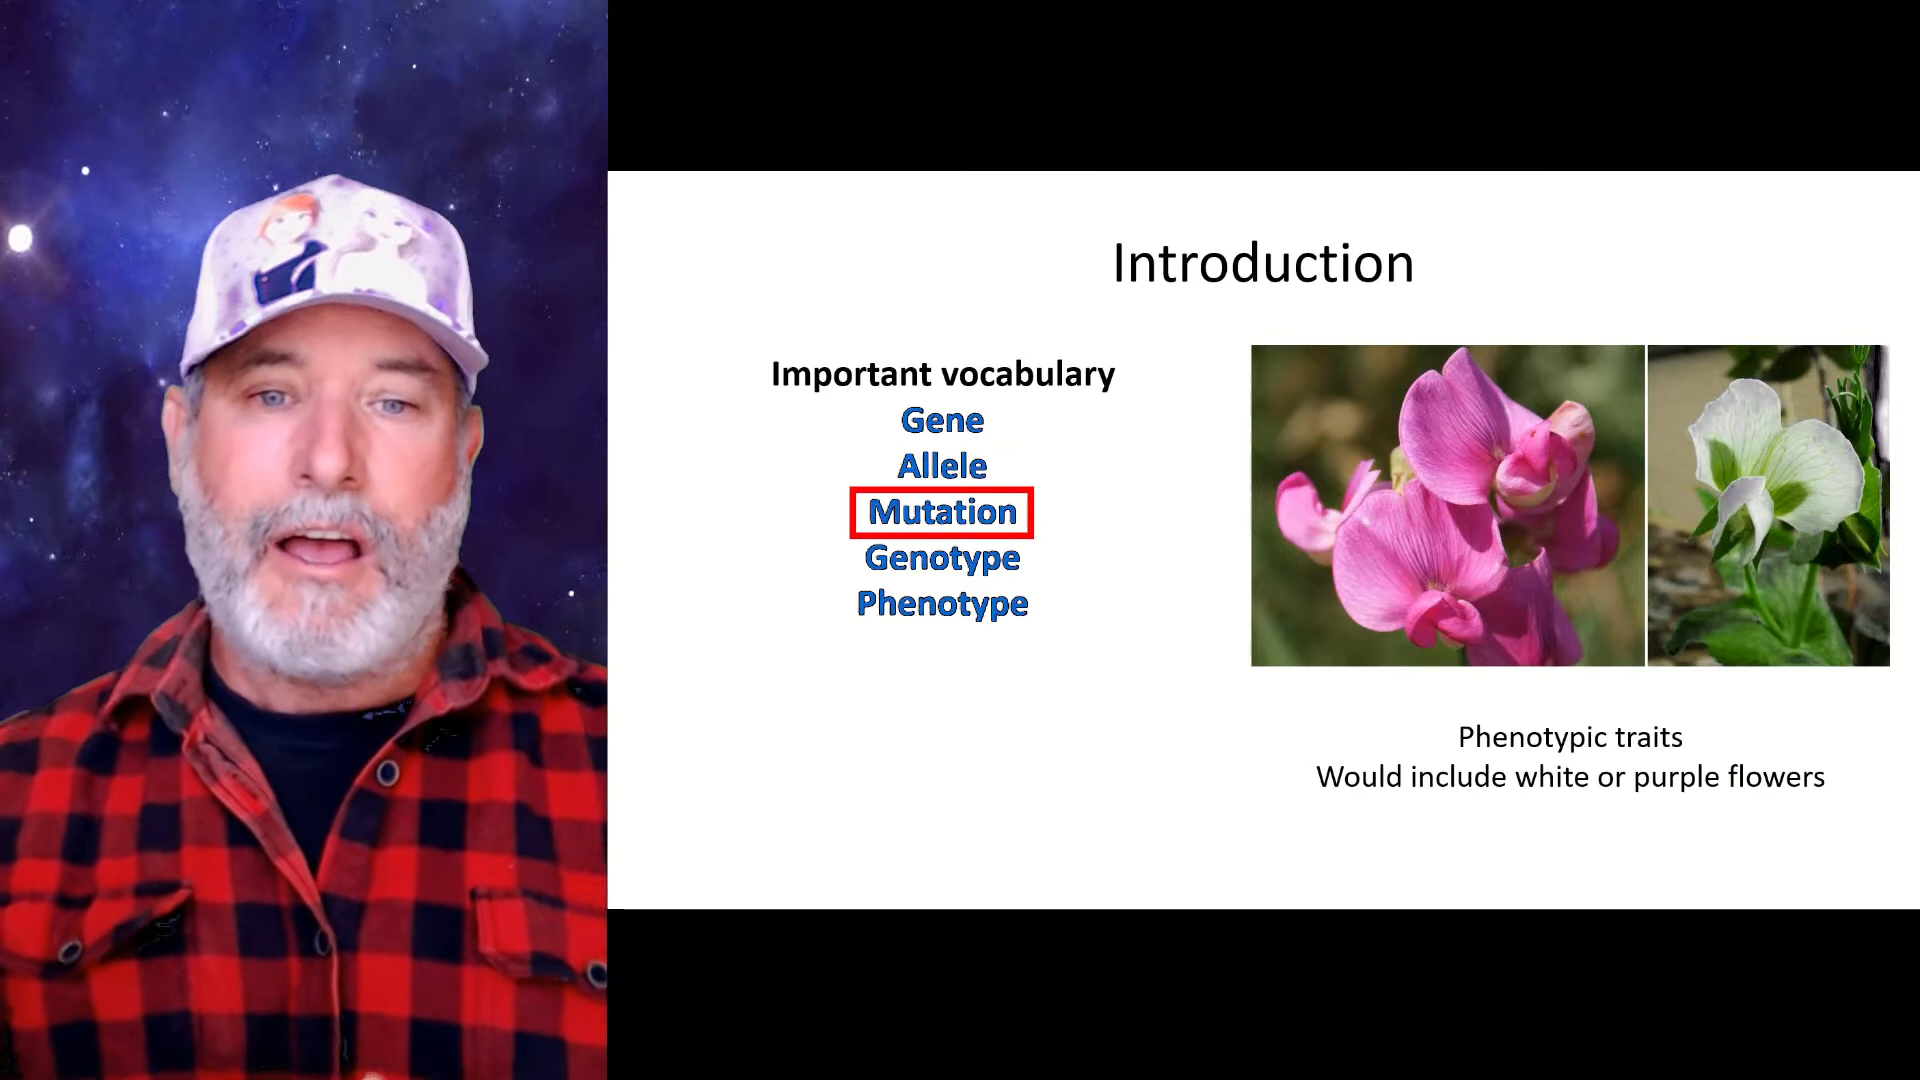 Introduction
Important vocabulary
Gene
Allele
Mutation
Genotype
Phenotype
Phenotypic traits
Would include white or purple flowers